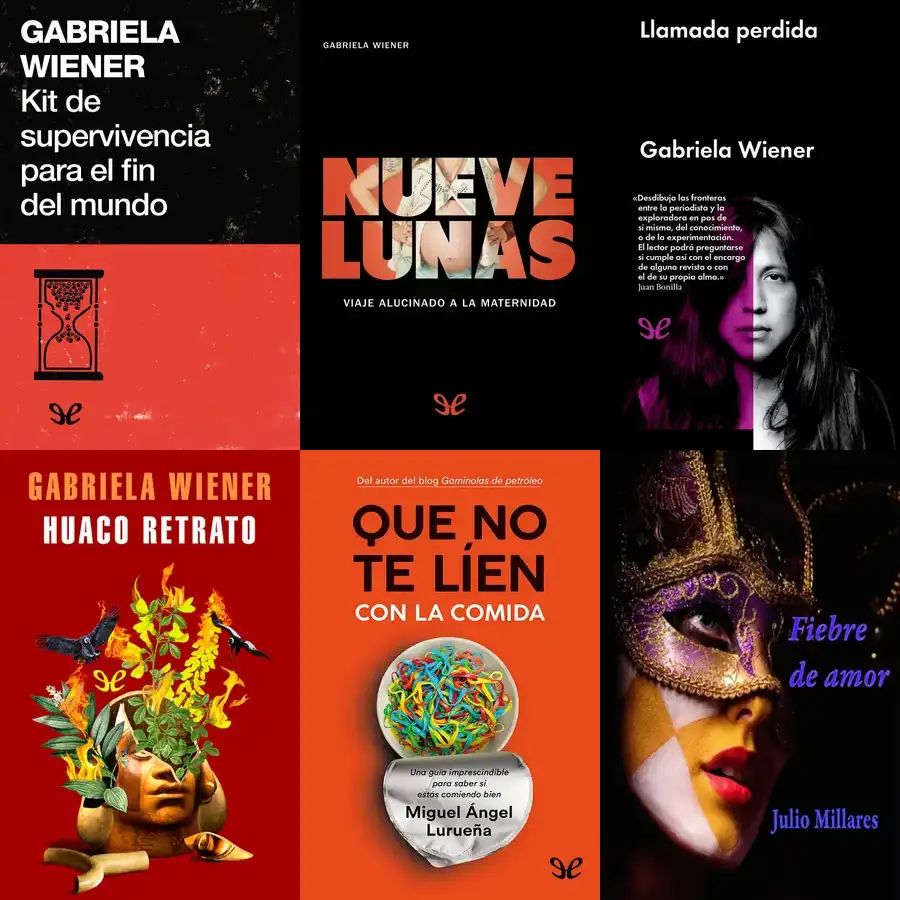 GABRIELA
WIENER
Kit de
supervivencia
para el fin
del mundo
GABRIELA WIENER
NUEVE
LUNAS
VIAJE ALUCINADO A LA MATERNIDAD
Llamada perdida
Gabriela Wiener
«Desdibuja las fronteras
entre la periodista y la
exploradora en pos de
sí misma, del conocimiento,
o de la experimentación.
El lector podrá preguntarse
si cumple así con el encargo
de alguna revista o con
el de su propia alma.»
Juan Bonilla
GABRIELA WIENER
HUACO RETRATO
Del autor del blog Gominolas de petróleo
QUE NO
TE LÍEN
CON LA COMIDA
Una guía imprescindible
para saber si
estás comiendo bien
Miguel Ángel
Lurueña
Fiebre
de amor
Julio Millares